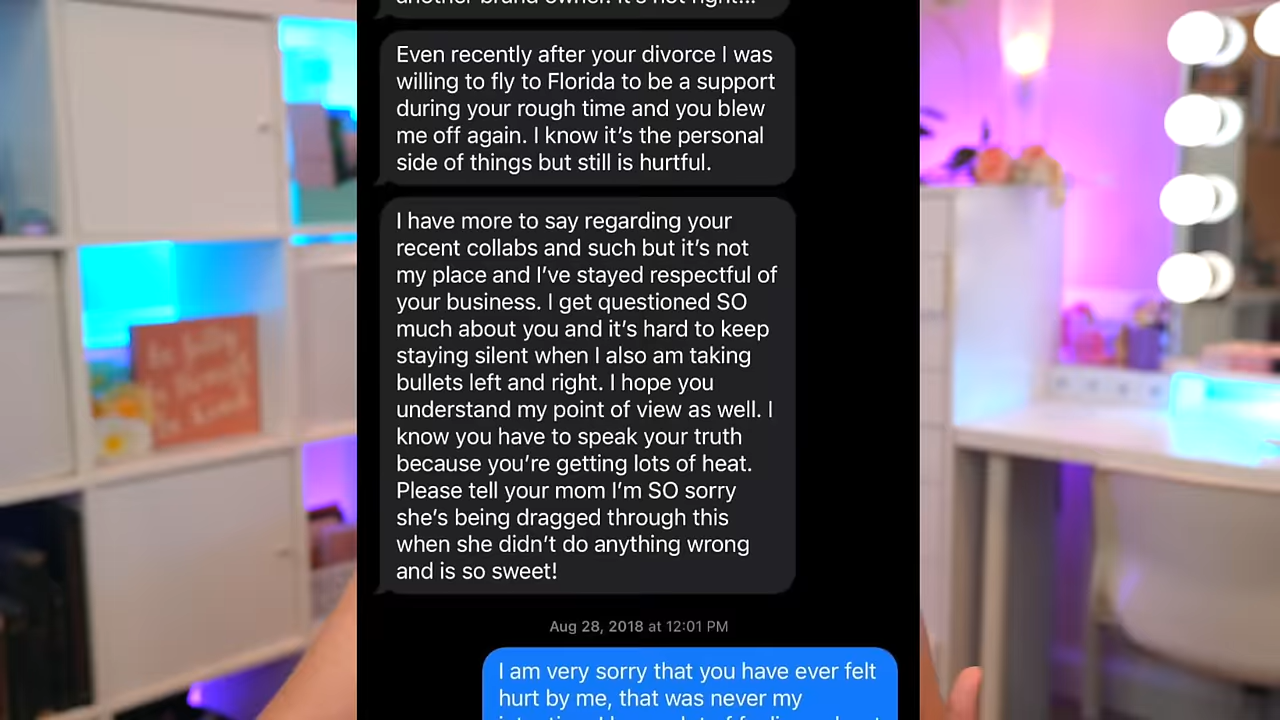 another brand owner. It's not right...
Even recently after your divorce I was
willing to fly to Florida to be a support
during your rough time and you blew
me off again. I know it's the personal
side of things but still is hurtful.
I have more to say regarding your
recent collabs and such but it's not
my place and I've stayed respectful of
your business. I get questioned SO
much about you and it's hard to keep
staying silent when I also am taking
bullets left and right. I hope you
understand my point of view as well. I
know you have to speak your truth
because you're getting lots of heat.
Please tell your mom I'm SO sorry
she's being dragged through this
when she didn't do anything wrong
and is so sweet!
Aug 28, 2018 at 12:01 PM
I am very sorry that you have ever felt
hurt by me, that was never my